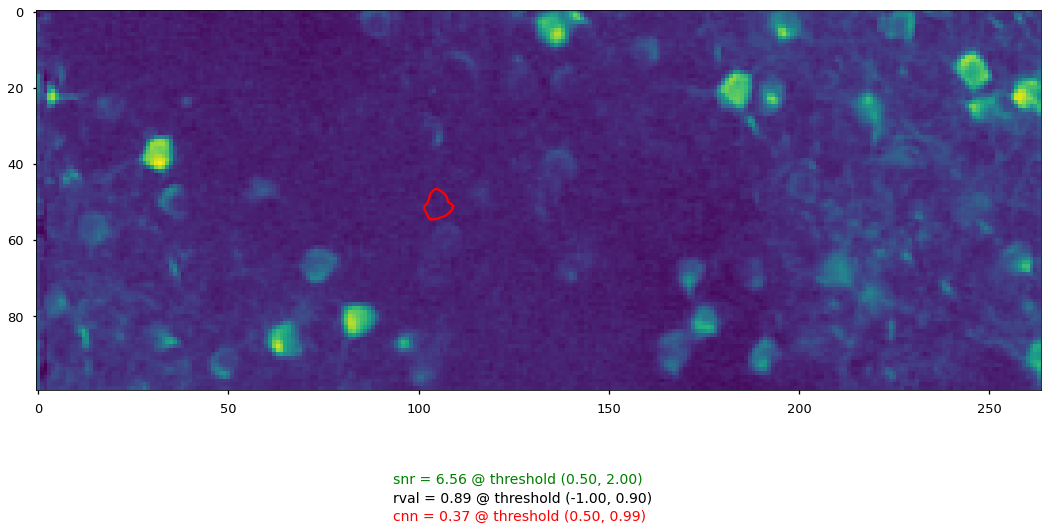 0
20
40
60
80
0 50 100 150 200 250
snr = 6.56 @ threshold (0.50, 2.00)
rval = 0.89 @ threshold (-1.00, 0.90)
cnn = 0.37 @ threshold (0.50, 0.99)